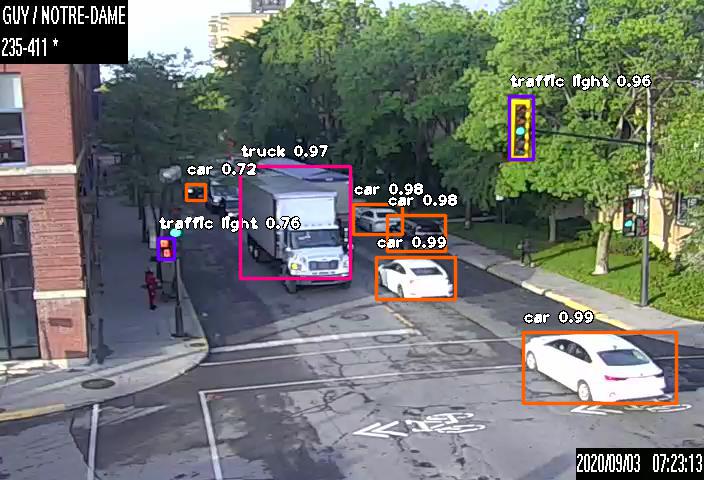 GUY / NOTRE-DAME
235-411 *
traffic light 0.96
truck 0.97
car 0.72
car 0.98
car 0.98
traffic light 0.76
car 0.99
car 0.99
2020/09/03 07:23:13